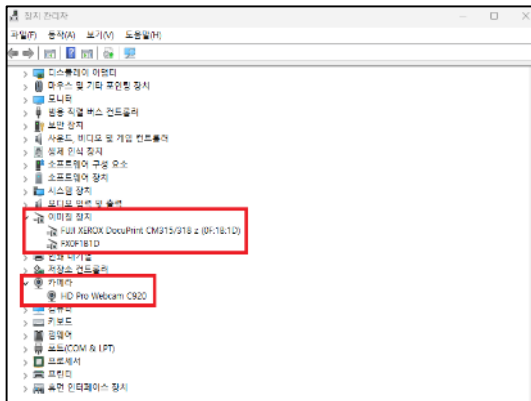 장치 관리자
파일(F) 동작(A) 보기(V) 도움말(H)
디스플레이 어댑터
마우스 및 기타 포인팅 장치
모니터
범용 직렬 버스 컨트롤러
보안 장치
사운드, 비디오 및 게임 컨트롤러
생체 인식 장치
소프트웨어 구성 요소
소프트웨어 장치
시스템 장치
오디오 입력 및 출력
이미징 장치
FUJI XEROX DocuPrint CM315/318 z (0F:1B:1D)
FX0F1B1D
인쇄 대기열
저장소 컨트롤러
카메라
HD Pro Webcam C920
컴퓨터
키보드
펌웨어
포트(COM & LPT)
프로세서
프린터
휴먼 인터페이스 장치